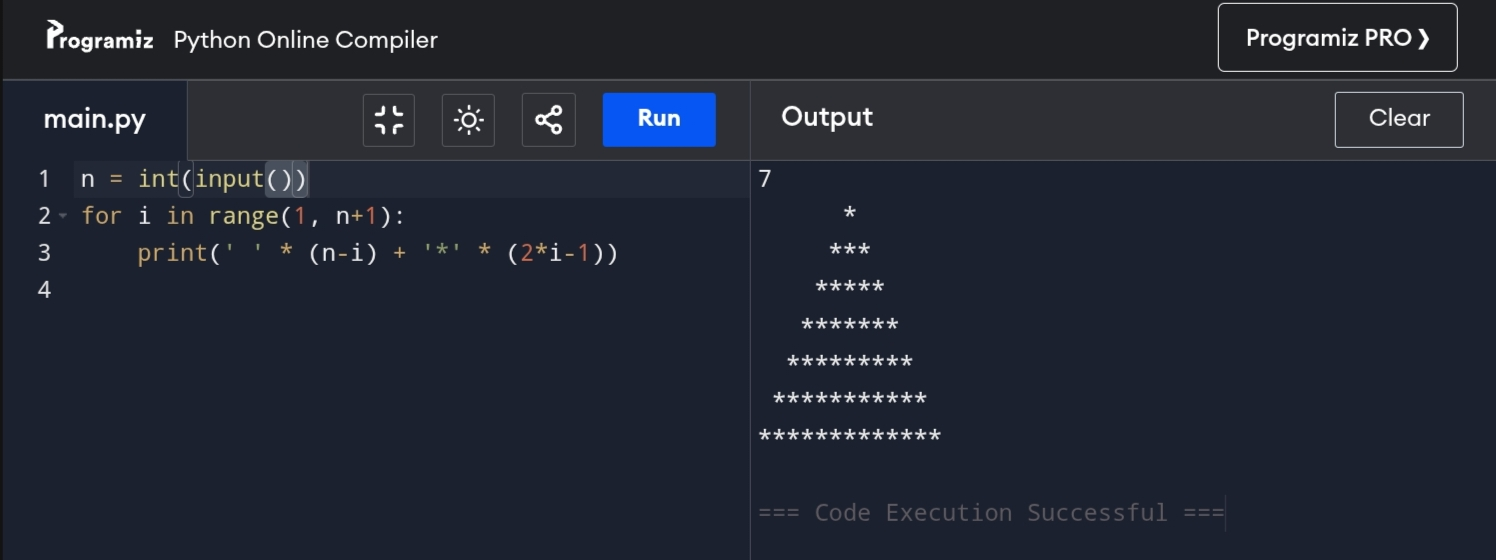 Programiz Python Online Compiler
Programiz PRO ❯
main.py
Run
1 n = int(input())
2 for i in range(1, n+1):
3     print(' ' * (n-i) + '*' * (2*i-1))
4
Output
Clear
7
      *
     ***
    *****
   *******
  *********
 ***********
*************
=== Code Execution Successful ===